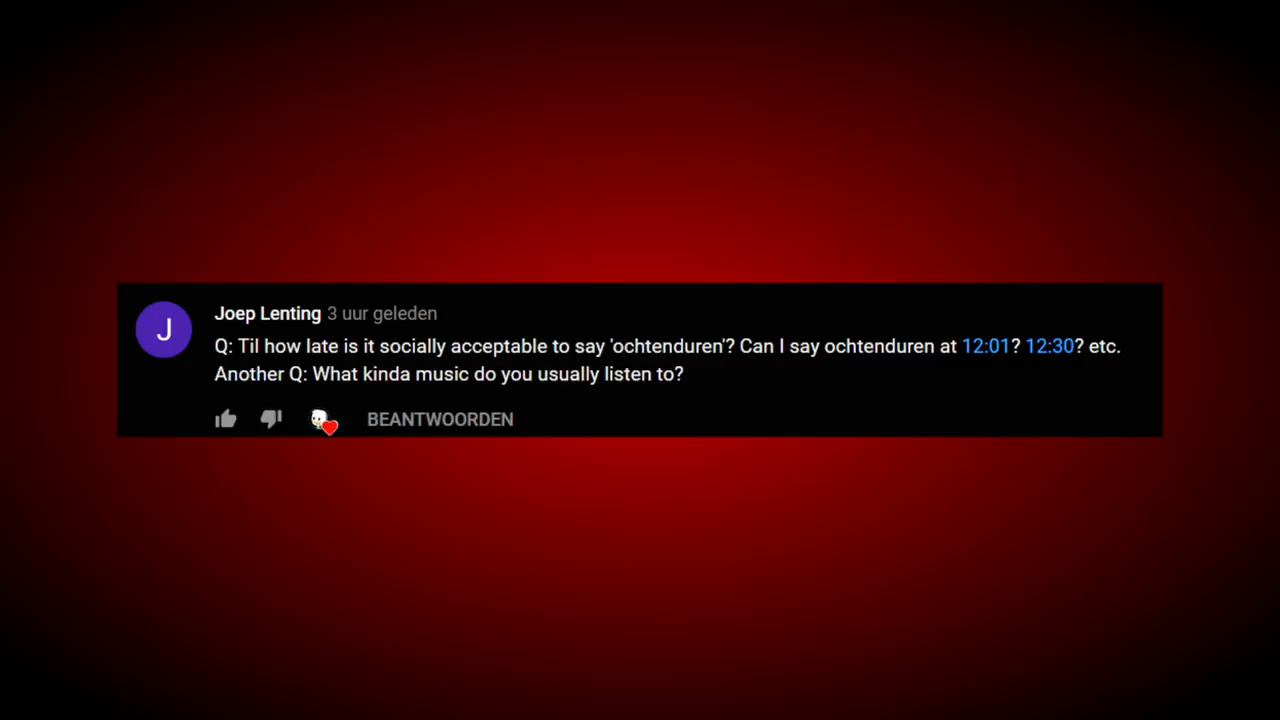 J
Joep Lenting 3 uur geleden
Q: Til how late is it socially acceptable to say 'ochtenduren'? Can I say ochtenduren at 12:01? 12:30? etc.
Another Q: What kinda music do you usually listen to?
BEANTWOORDEN